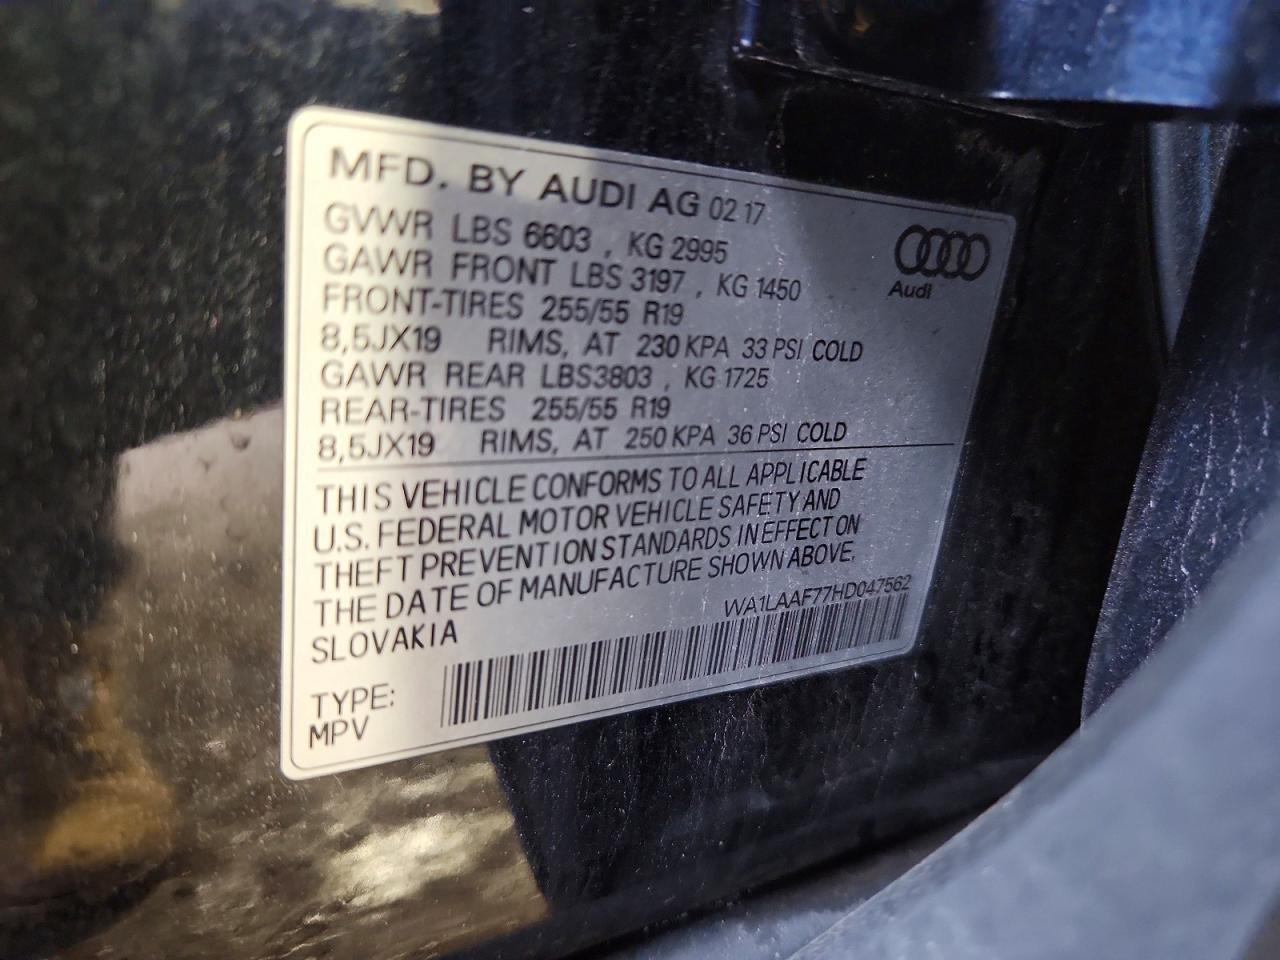 MFD. BY AUDI AG 02 17
GVWR LBS 6603 , KG 2995
GAWR FRONT LBS 3197 , KG 1450
FRONT-TIRES 255/55 R19
8,5JX19 RIMS, AT 230 KPA 33 PSI COLD
GAWR REAR LBS3803 , KG 1725
REAR-TIRES 255/55 R19
8,5JX19 RIMS, AT 250 KPA 36 PSI COLD
Audi
THIS VEHICLE CONFORMS TO ALL APPLICABLE
U.S. FEDERAL MOTOR VEHICLE SAFETY AND
THEFT PREVENTION STANDARDS IN EFFECT ON
THE DATE OF MANUFACTURE SHOWN ABOVE.
SLOVAKIA
WA1LAAF77HD047562
TYPE:
MPV